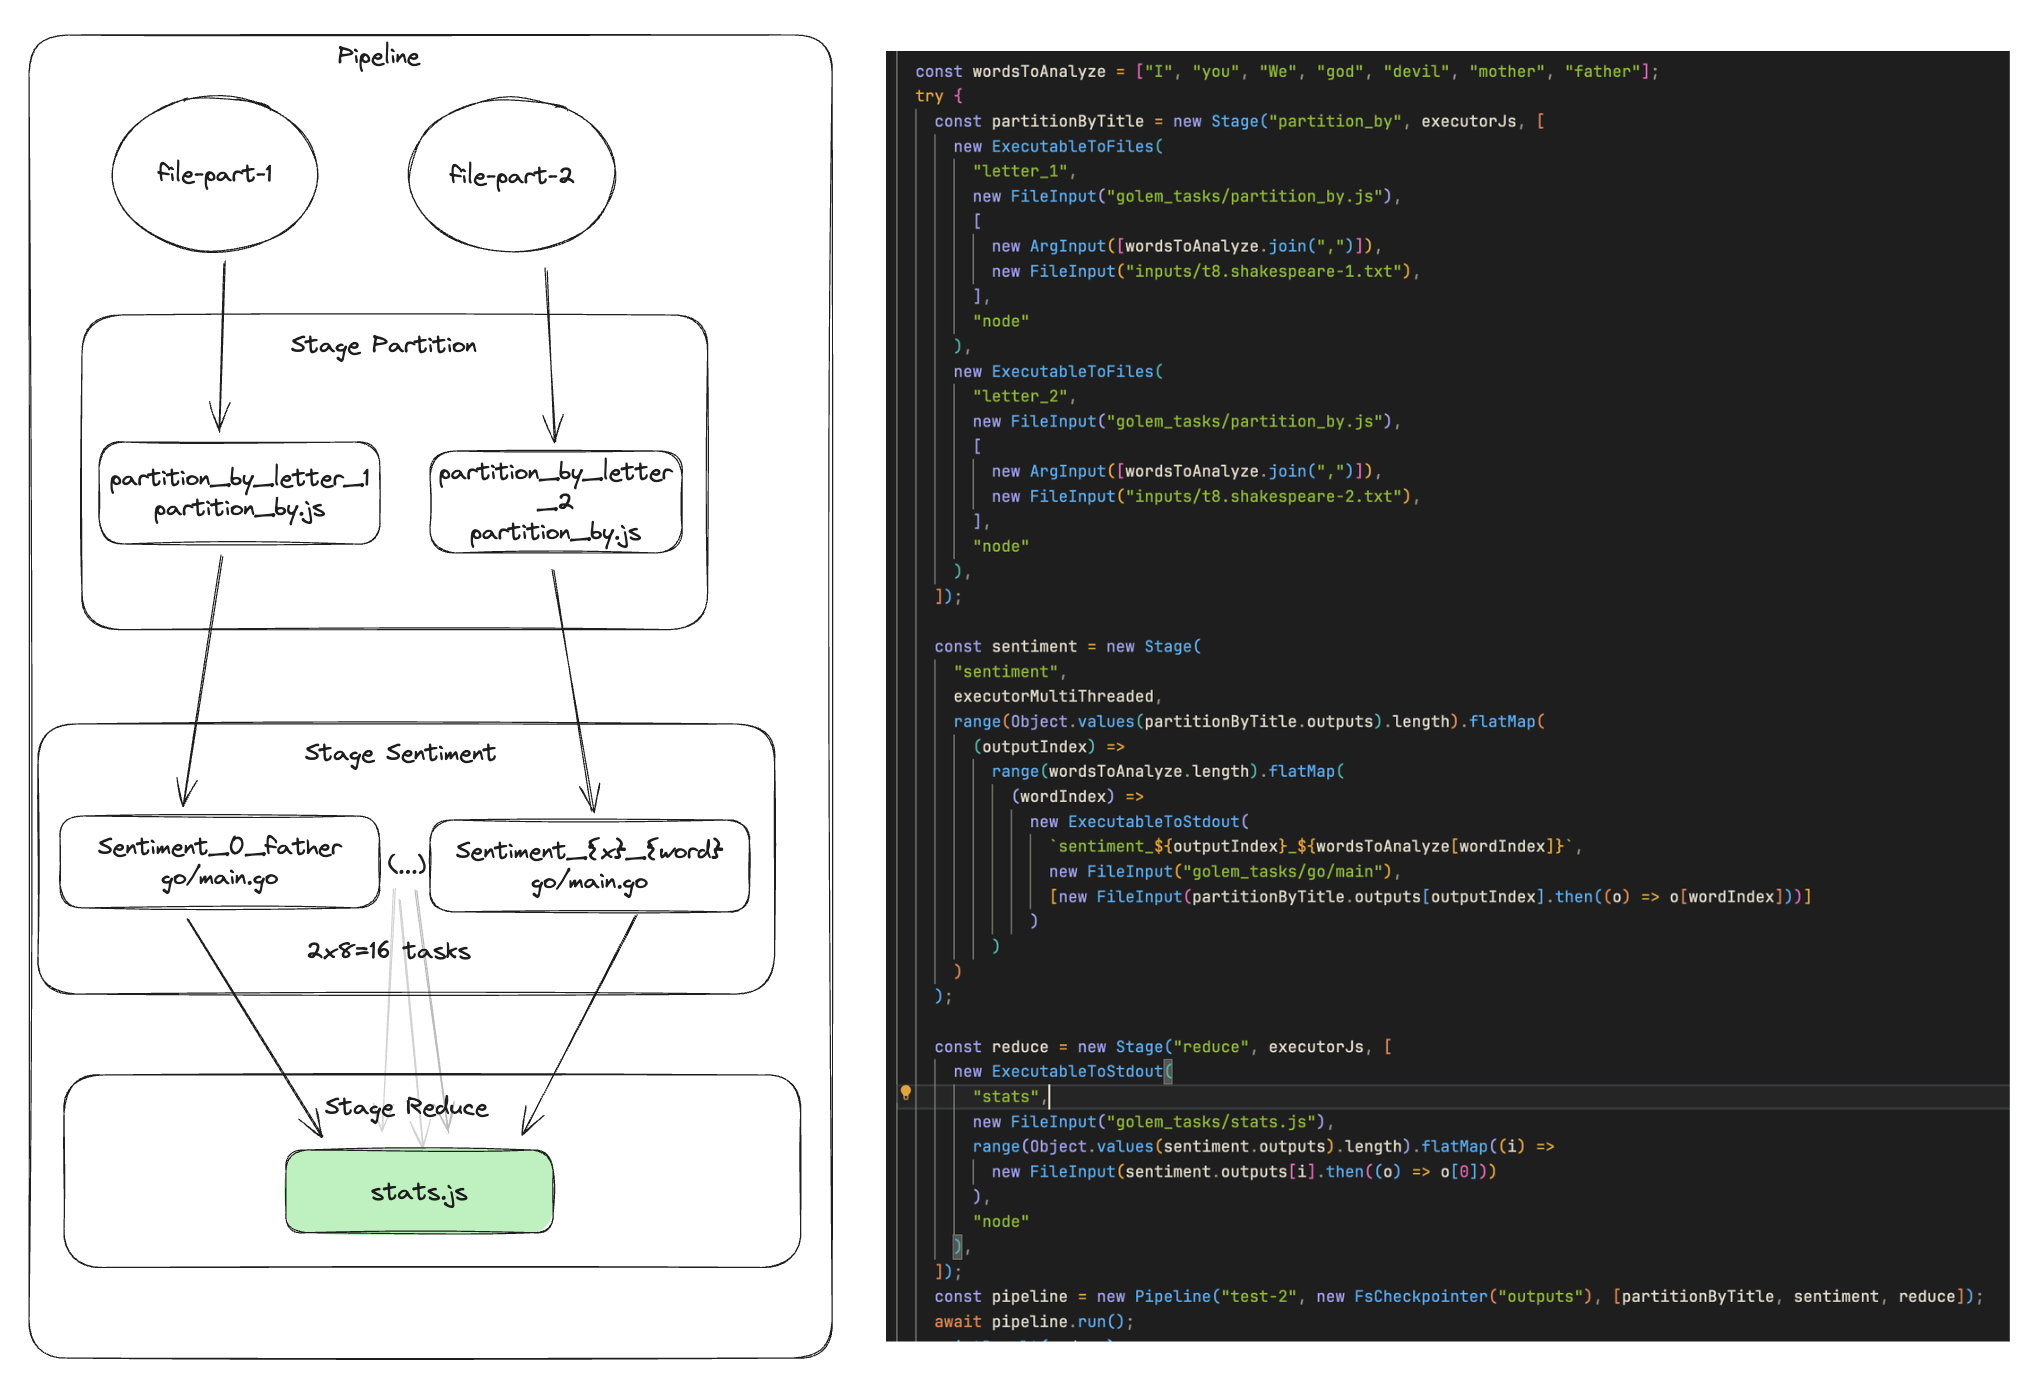 Pipeline
file-part-1
file-part-2
Stage Partition
partition_by_letter_1
partition_by.js
partition_by_letter
_2
partition_by.js
Stage Sentiment
Sentiment_0_father
go/main.go
(...)
Sentiment_{x}_{word}
go/main.go
2x8=16 tasks
Stage Reduce
stats.js
const wordsToAnalyze = ["I", "you", "We", "god", "devil", "mother", "father"];
try {
const partitionByTitle = new Stage("partition_by", executorJs, [
new ExecutableToFiles(
"letter_1",
new FileInput("golem_tasks/partition_by.js"),
[
new ArgInput([wordsToAnalyze.join(",")]),
new FileInput("inputs/t8.shakespeare-1.txt"),
],
"node"
),
new ExecutableToFiles(
"letter_2",
new FileInput("golem_tasks/partition_by.js"),
[
new ArgInput([wordsToAnalyze.join(",")]),
new FileInput("inputs/t8.shakespeare-2.txt"),
],
"node"
),
]);
const sentiment = new Stage(
"sentiment",
executorMultiThreaded,
range(Object.values(partitionByTitle.outputs).length).flatMap(
(outputIndex) =>
range(wordsToAnalyze.length).flatMap(
(wordIndex) =>
new ExecutableToStdout(
`sentiment_${outputIndex}_${wordsToAnalyze[wordIndex]}`,
new FileInput("golem_tasks/go/main"),
[new FileInput(partitionByTitle.outputs[outputIndex].then((o) => o[wordIndex]))]
)
)
)
);
const reduce = new Stage("reduce", executorJs, [
new ExecutableToStdout(
"stats",
new FileInput("golem_tasks/stats.js"),
range(Object.values(sentiment.outputs).length).flatMap((i) =>
new FileInput(sentiment.outputs[i].then((o) => o[0]))
),
"node"
),
]);
const pipeline = new Pipeline("test-2", new FsCheckpointer("outputs"), [partitionByTitle, sentiment, reduce]);
await pipeline.run();